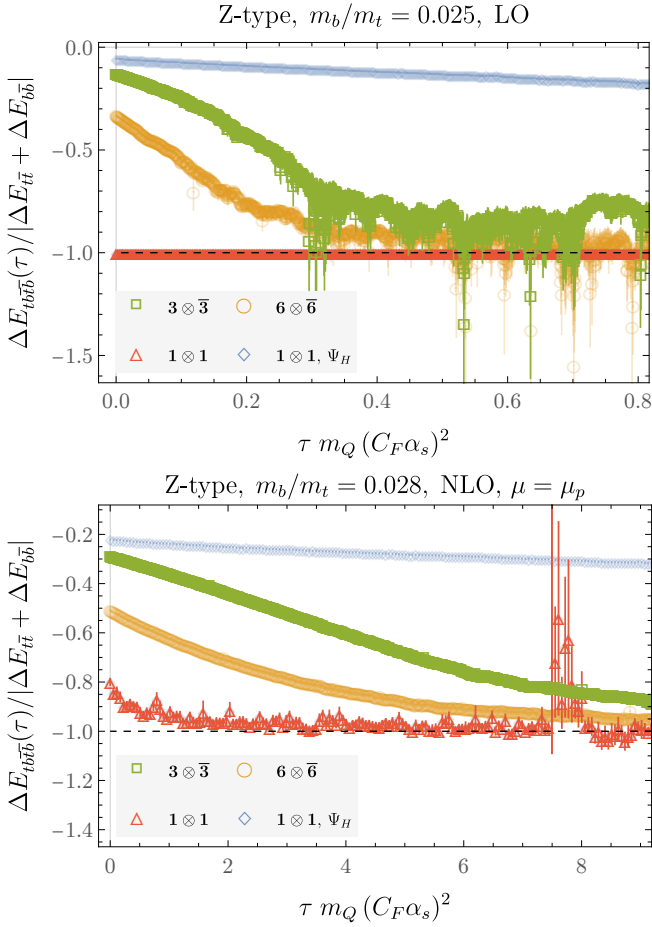 Z-type, m_b/m_t = 0.025, LO
ΔE_{tb\bar{t}\bar{b}}(τ)/|ΔE_{t\bar{t}} + ΔE_{b\bar{b}}|
0.0
-0.5
-1.0
-1.5
3 ⊗ \bar{3} 6 ⊗ \bar{6}
1 ⊗ 1 1 ⊗ 1, Ψ_H
0.0 0.2 0.4 0.6 0.8
τ m_Q (C_F α_s)^2
Z-type, m_b/m_t = 0.028, NLO, μ = μ_p
ΔE_{tb\bar{t}\bar{b}}(τ)/|ΔE_{t\bar{t}} + ΔE_{b\bar{b}}|
-0.2
-0.4
-0.6
-0.8
-1.0
-1.2
-1.4
3 ⊗ \bar{3} 6 ⊗ \bar{6}
1 ⊗ 1 1 ⊗ 1, Ψ_H
0 2 4 6 8
τ m_Q (C_F α_s)^2